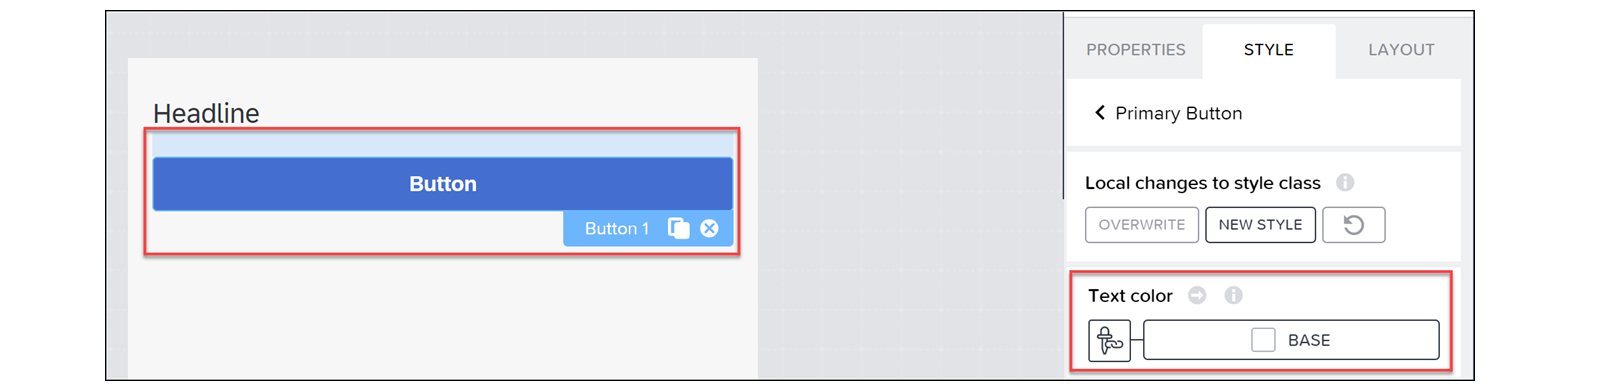 Headline
Button
Button 1
PROPERTIES STYLE LAYOUT
Primary Button
Local changes to style class
OVERWRITE NEW STYLE
Text color
BASE